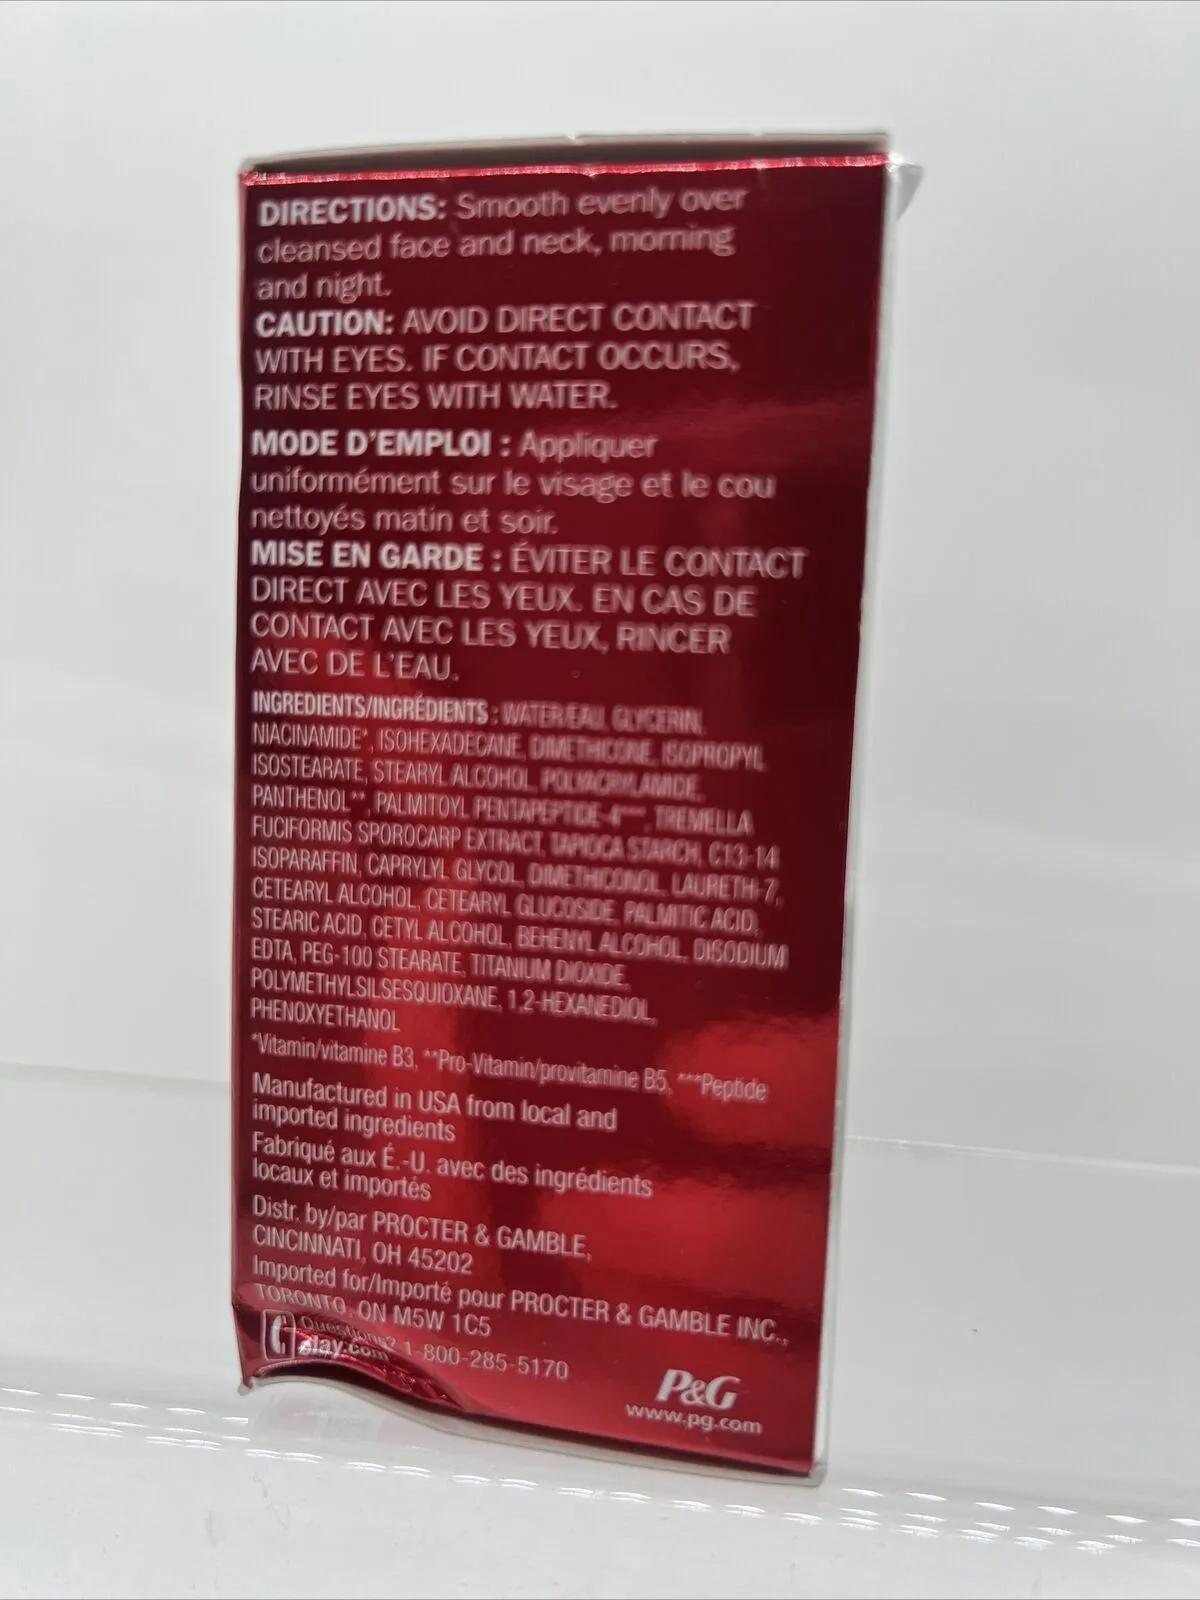 DIRECTIONS: Smooth evenly over
cleansed face and neck, morning
and night.
CAUTION: AVOID DIRECT CONTACT
WITH EYES. IF CONTACT OCCURS,
RINSE EYES WITH WATER.
MODE D'EMPLOI : Appliquer
uniformément sur le visage et le cou
nettoyés matin et soir.
MISE EN GARDE : ÉVITER LE CONTACT
DIRECT AVEC LES YEUX. EN CAS DE
CONTACT AVEC LES YEUX, RINCER
AVEC DE L'EAU.
INGREDIENTS/INGRÉDIENTS : WATER/EAU, GLYCERIN,
NIACINAMIDE*, ISOHEXADECANE, DIMETHICONE, ISOPROPYL
ISOSTEARATE, STEARYL ALCOHOL, POLYACRYLAMIDE,
PANTHENOL**, PALMITOYL PENTAPEPTIDE-4***, TREMELLA
FUCIFORMIS SPOROCARP EXTRACT, TAPIOCA STARCH, C13-14
ISOPARAFFIN, CAPRYLYL GLYCOL, DIMETHICONOL, LAURETH-7,
CETEARYL ALCOHOL, CETEARYL GLUCOSIDE, PALMITIC ACID,
STEARIC ACID, CETYL ALCOHOL, BEHENYL ALCOHOL, DISODIUM
EDTA, PEG-100 STEARATE, TITANIUM DIOXIDE,
POLYMETHYLSILSESQUIOXANE, 1,2-HEXANEDIOL,
PHENOXYETHANOL
*Vitamin/vitamine B3, **Pro-Vitamin/provitamine B5, ***Peptide
Manufactured in USA from local and
imported ingredients
Fabriqué aux É.-U. avec des ingrédients
locaux et importés
Distr. by/par PROCTER & GAMBLE,
CINCINNATI, OH 45202
Imported for/Importé pour PROCTER & GAMBLE INC.,
TORONTO, ON M5W 1C5
Questions? 1-800-285-5170
olay.com
P&G
www.pg.com